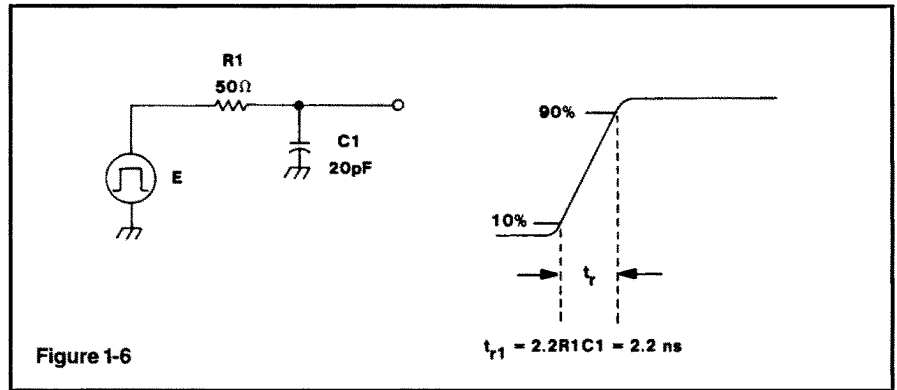 R1
50Ω
C1
20pF
E
90%
10%
tr
tr1 = 2.2R1C1 = 2.2 ns
Figure 1-6